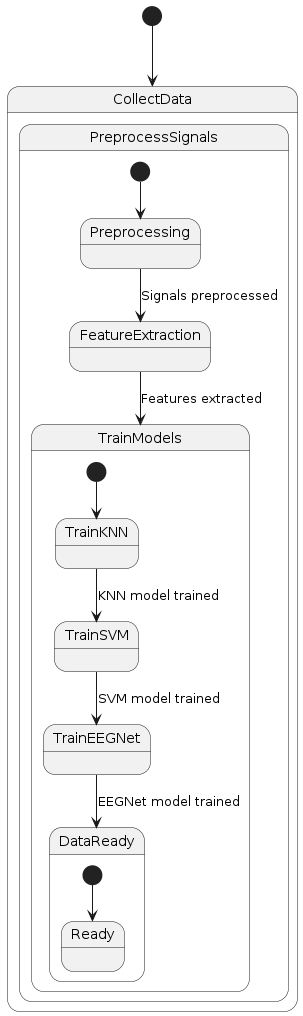 CollectData
PreprocessSignals
Preprocessing
Signals preprocessed
FeatureExtraction
Features extracted
TrainModels
TrainKNN
KNN model trained
TrainSVM
SVM model trained
TrainEEGNet
EEGNet model trained
DataReady
Ready